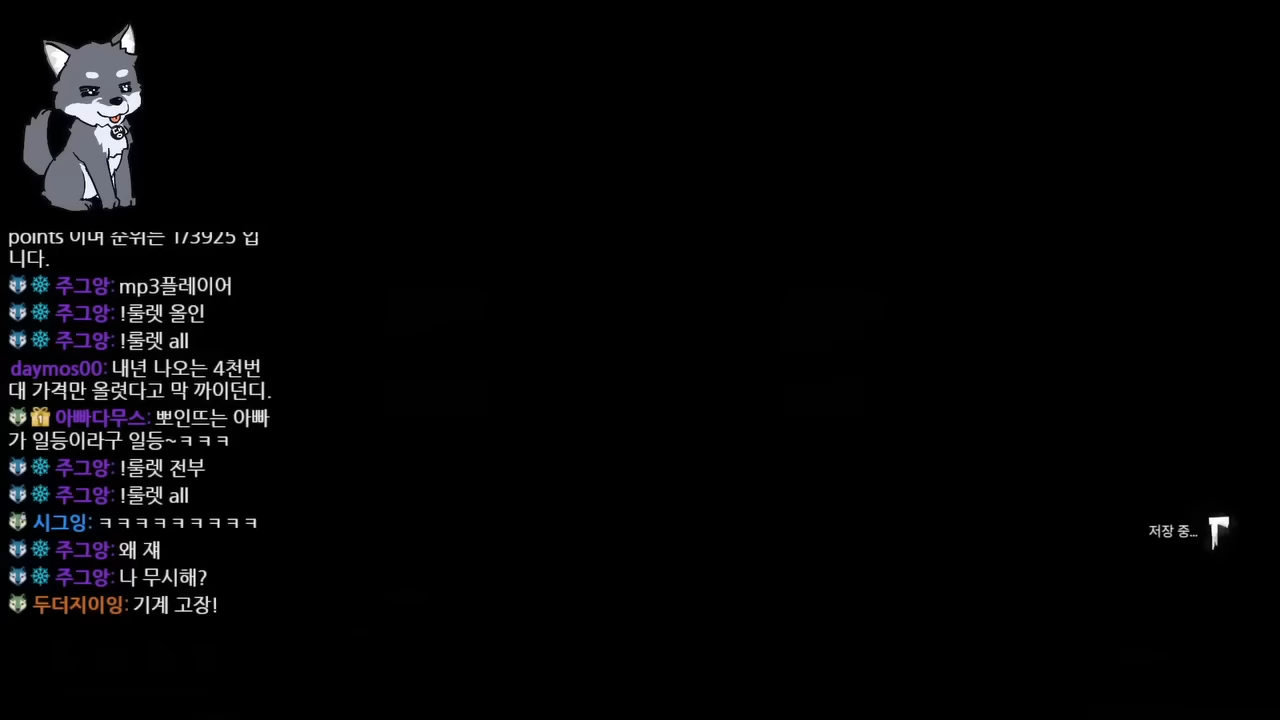 points 이며 순위는 1/3925 입
니다.
주그앙: mp3플레이어
주그앙: !룰렛 올인
주그앙: !룰렛 all
daymos00: 내년 나오는 4천번
대 가격만 올렷다고 막 까이던디.
아빠다무스: 뽀인뜨는 아빠
가 일등이라구 일등~ㅋㅋㅋ
주그앙: !룰렛 전부
주그앙: !룰렛 all
시그잉: ㅋㅋㅋㅋㅋㅋㅋㅋㅋ
주그앙: 왜 재
주그앙: 나 무시해?
두더지이잉: 기계 고장!
저장 중...